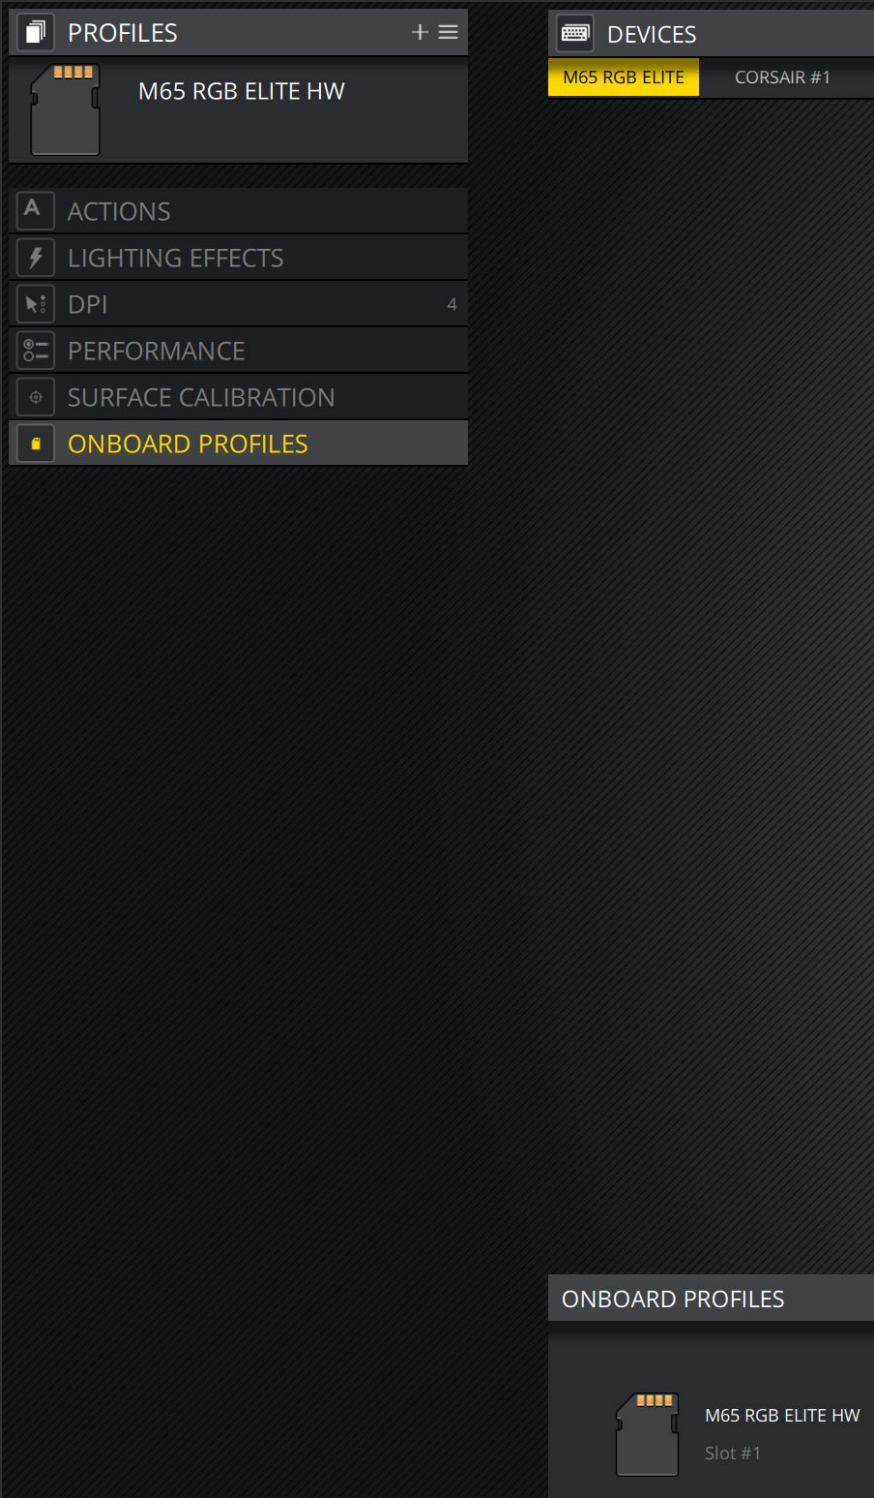 PROFILES
M65 RGB ELITE HW
A ACTIONS
LIGHTING EFFECTS
DPI 4
PERFORMANCE
SURFACE CALIBRATION
ONBOARD PROFILES
DEVICES
M65 RGB ELITE CORSAIR #1
ONBOARD PROFILES
M65 RGB ELITE HW
Slot #1